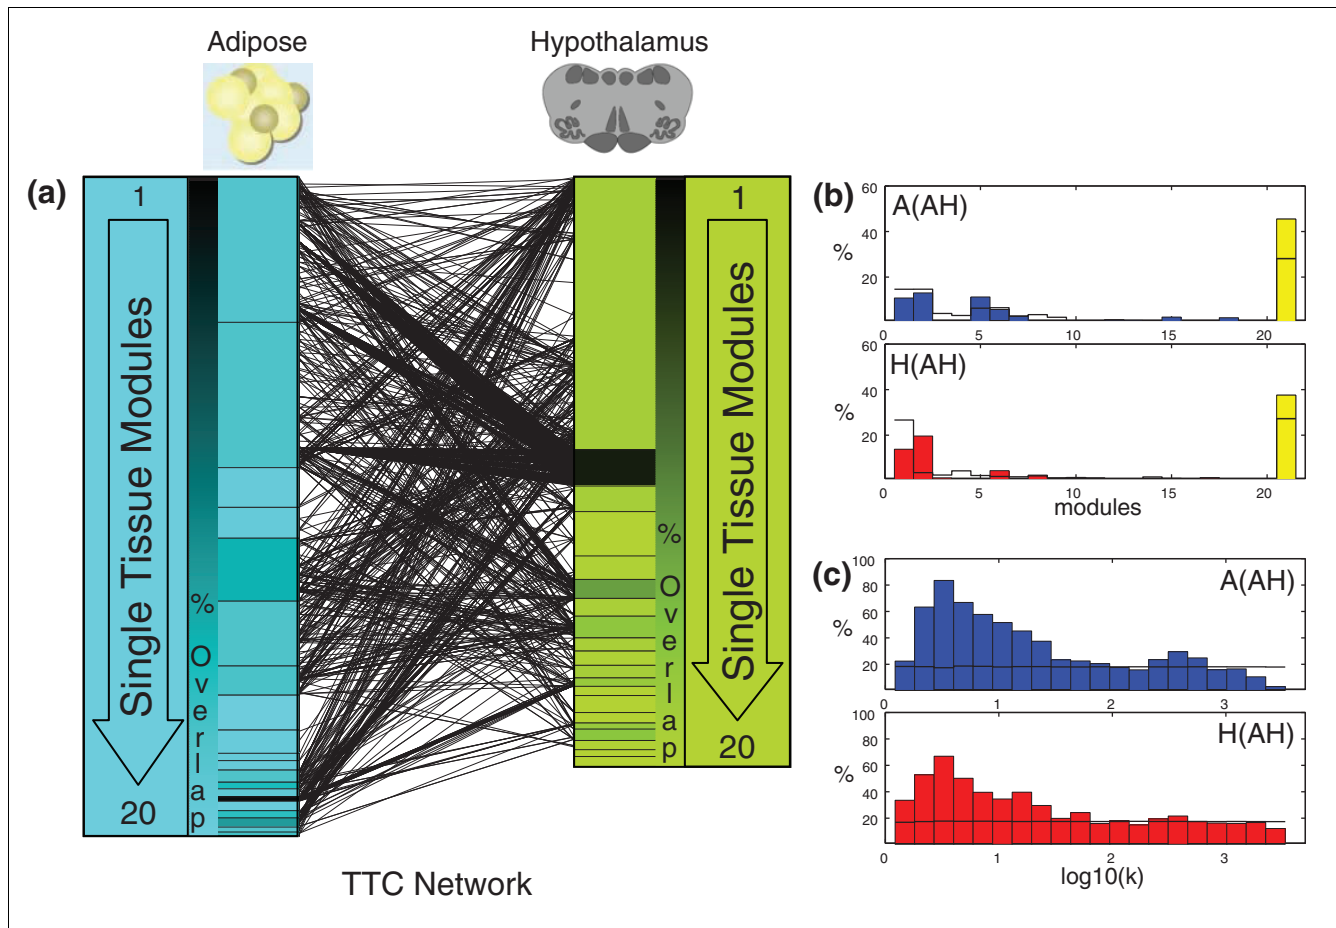 Adipose
Hypothalamus
(a)
1
Single Tissue Modules
20
% Overlap
1
Single Tissue Modules
20
% Overlap
TTC Network
(b)
A(AH)
%
60
40
20
0 5 10 15 20
H(AH)
%
60
40
20
0 5 10 15 20
modules
(c)
A(AH)
%
100
80
60
40
20
0 1 2 3
H(AH)
%
100
80
60
40
20
0 1 2 3
log10(k)